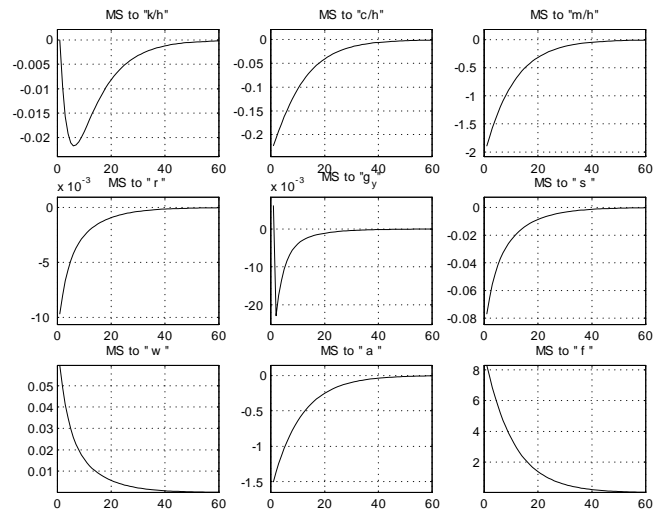 MS to "k/h"
0
-0.005
-0.01
-0.015
-0.02
0 20 40 60
MS to "c/h"
0
-0.05
-0.1
-0.15
-0.2
0 20 40 60
MS to "m/h"
0
-0.5
-1
-1.5
-2
0 20 40 60
x 10^-3
MS to " r "
0
-5
-10
0 20 40 60
x 10^-3
MS to "g_y"
0
-10
-20
0 20 40 60
MS to " s "
0
-0.02
-0.04
-0.06
-0.08
0 20 40 60
MS to " w "
0.05
0.04
0.03
0.02
0.01
0 20 40 60
MS to " a "
0
-0.5
-1
-1.5
0 20 40 60
MS to " f "
8
6
4
2
0 20 40 60